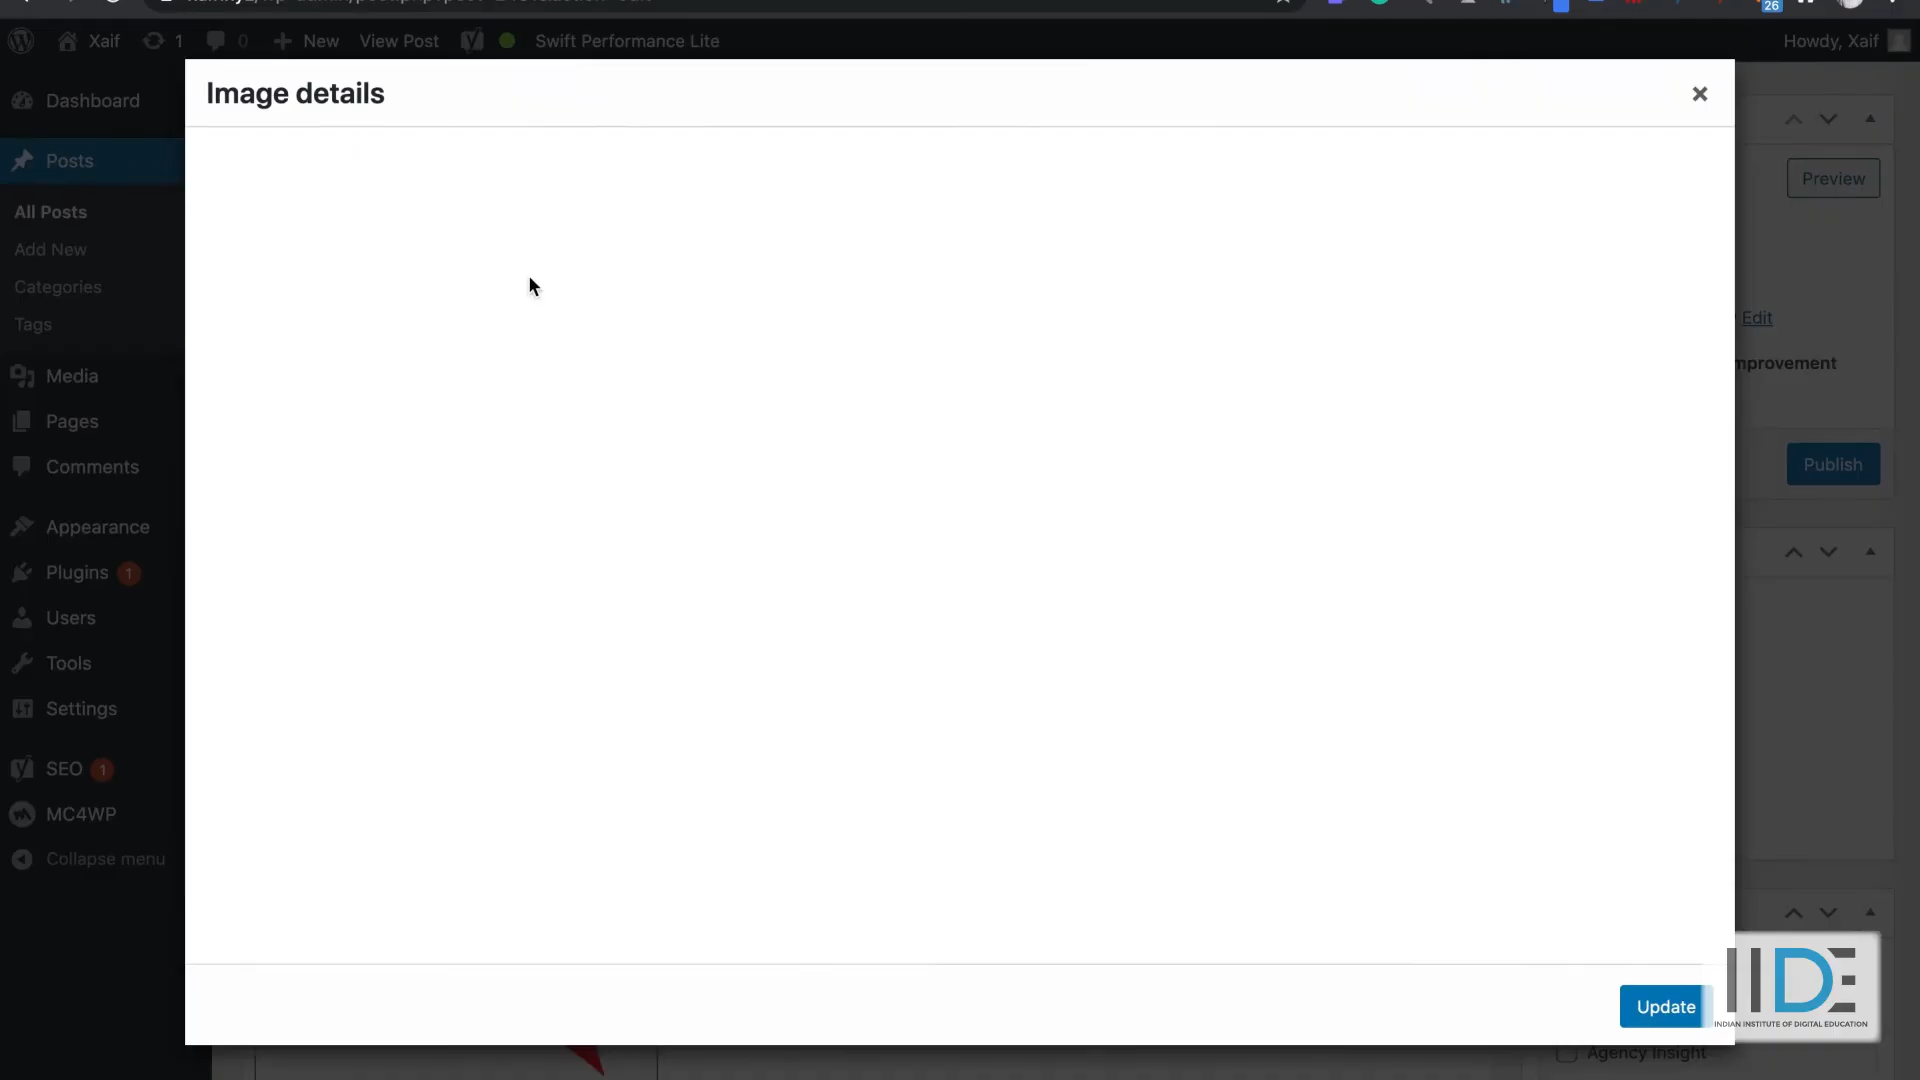 Xaif
1
0
New
View Post
Swift Performance Lite
Howdy, Xaif
Image details
Dashboard
Posts
All Posts
Add New
Categories
Tags
Media
Pages
Comments
Appearance
Plugins 1
Users
Tools
Settings
SEO 1
MC4WP
Collapse menu
26
Preview
Edit
mprovement
Publish
Update
IIDE
INDIAN INSTITUTE OF DIGITAL EDUCATION
Agency Insight